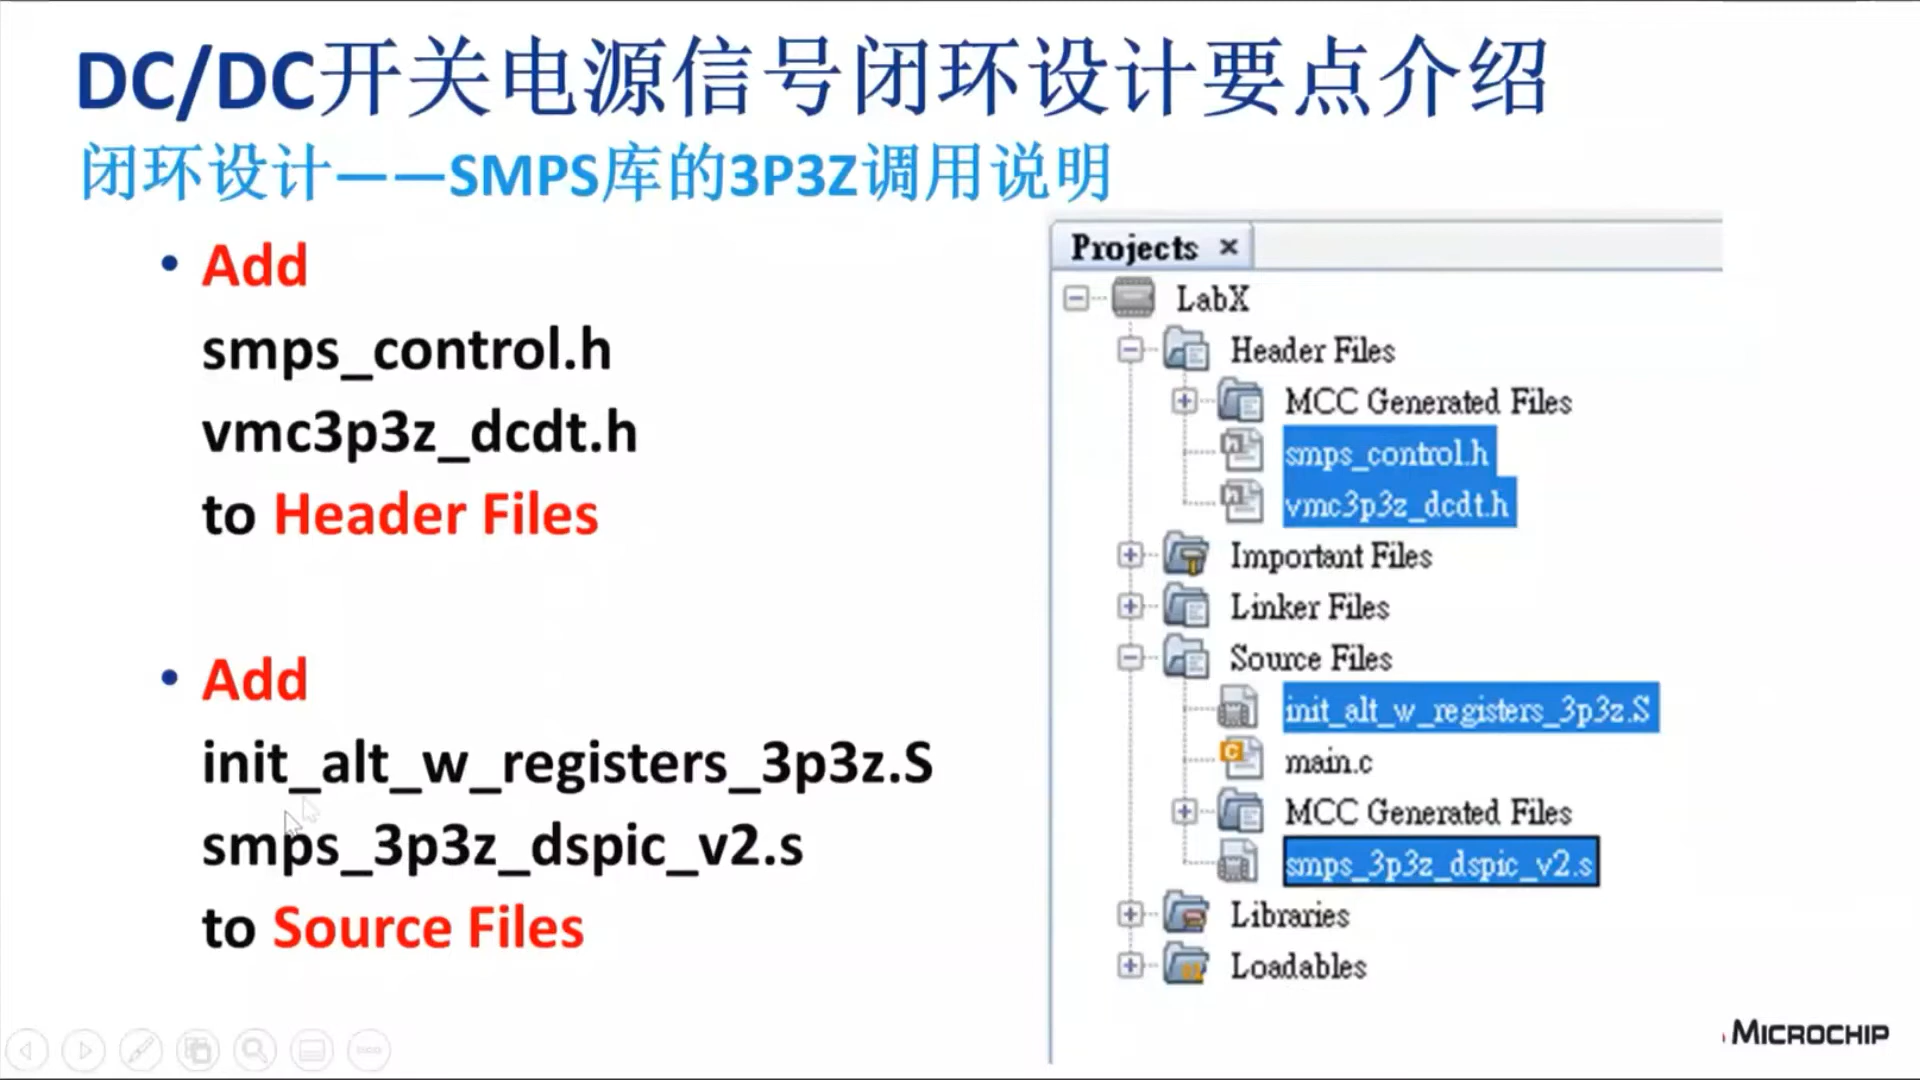 DC/DC开关电源信号闭环设计要点介绍
闭环设计——SMPS库的3P3Z调用说明
• Add
smps_control.h
vmc3p3z_dcdt.h
to Header Files
• Add
init_alt_w_registers_3p3z.S
smps_3p3z_dspic_v2.s
to Source Files
Projects
LabX
Header Files
MCC Generated Files
smps_control.h
vmc3p3z_dcdt.h
Important Files
Linker Files
Source Files
init_alt_w_registers_3p3z.S
main.c
MCC Generated Files
smps_3p3z_dspic_v2.s
Libraries
Loadables
MICROCHIP